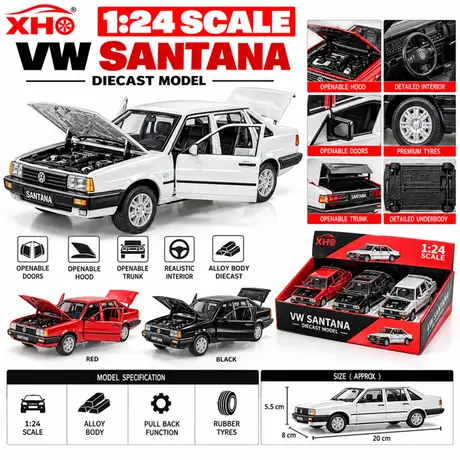 XHO
1:24 SCALE
VW SANTANA
DIECAST MODEL
OPENABLE HOOD
DETAILED INTERIOR
OPENABLE DOORS
PREMIUM TYRES
OPENABLE TRUNK
DETAILED UNDERBODY
SANTANA
OPENABLE DOORS
OPENABLE HOOD
OPENABLE TRUNK
REALISTIC INTERIOR
ALLOY BODY DIECAST
RED
BLACK
XHO
1:24
SCALE
VW SANTANA
DIECAST MODEL
MODEL SPECIFICATION
1:24 SCALE
ALLOY BODY
PULL BACK FUNCTION
RUBBER TYRES
SIZE ( APPROX. )
5.5 cm
8 cm
20 cm